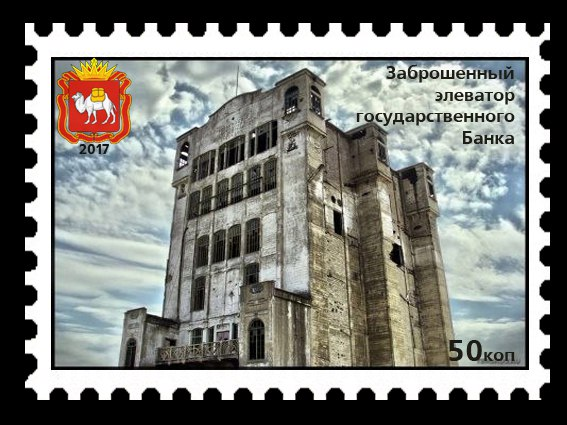 Заброшенный
элеватор
государственного
Банка
2017
50коп